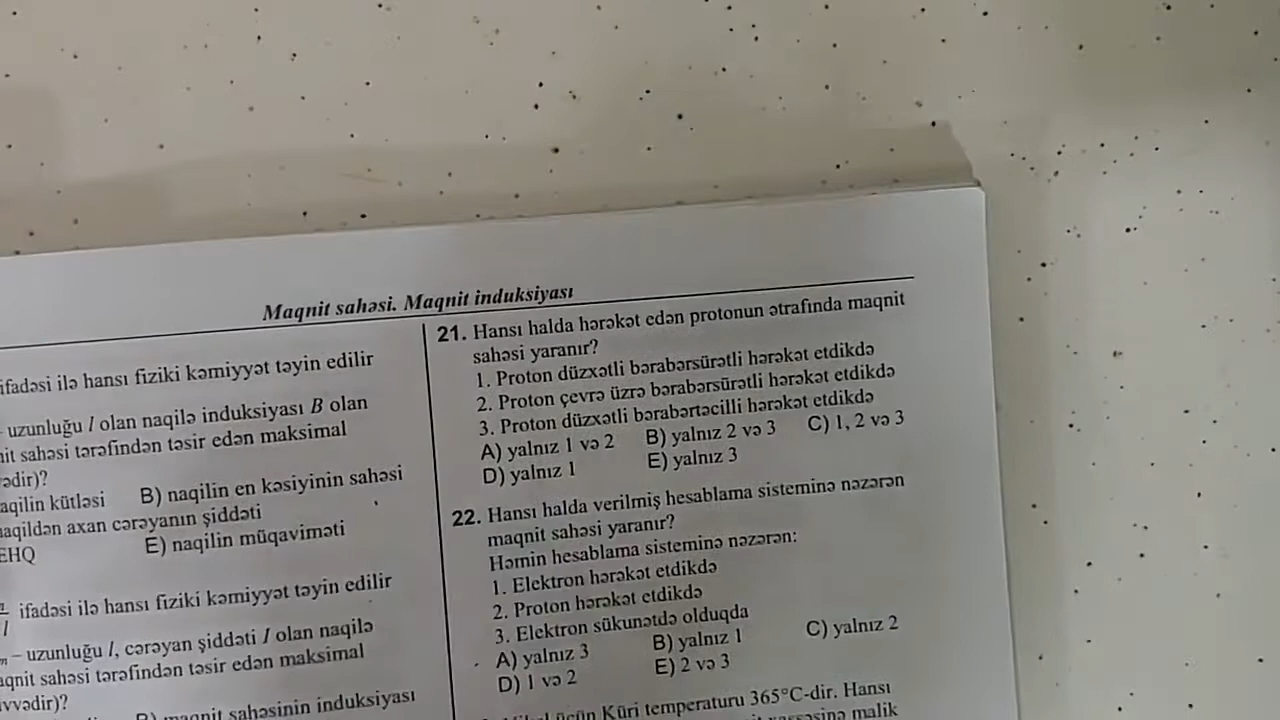 Maqnit sahəsi. Maqnit induksiyası
ifadəsi ilə hansı fiziki kəmiyyət təyin edilir
– uzunluğu l olan naqilə induksiyası B olan
sahəsi tərəfindən təsir edən maksimal
kütləsi B) naqilin en kəsiyinin sahəsi
axan cərəyanın şiddəti
EHQ E) naqilin müqaviməti
l ifadəsi ilə hansı fiziki kəmiyyət təyin edilir
m – uzunluğu l, cərəyan şiddəti I olan naqilə
sahəsi tərəfindən təsir edən maksimal
B) maqnit sahəsinin induksiyası
21. Hansı halda hərəkət edən protonun ətrafında maqnit
sahəsi yaranır?
1. Proton düzxətli bərabərsürətli hərəkət etdikdə
2. Proton çevrə üzrə bərabərsürətli hərəkət etdikdə
3. Proton düzxətli bərabərtəcilli hərəkət etdikdə
A) yalnız 1 və 2 B) yalnız 2 və 3 C) 1, 2 və 3
D) yalnız 1 E) yalnız 3
22. Hansı halda verilmiş hesablama sisteminə nəzərən
maqnit sahəsi yaranır?
Həmin hesablama sisteminə nəzərən:
1. Elektron hərəkət etdikdə
2. Proton hərəkət etdikdə
3. Elektron sükunətdə olduqda
A) yalnız 3 B) yalnız 1 C) yalnız 2
D) 1 və 2 E) 2 və 3
üçün Küri temperaturu 365°C-dir. Hansı
malik